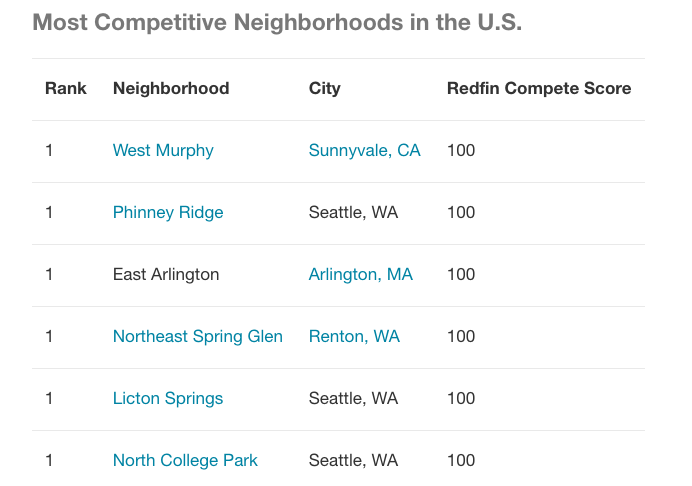 Most Competitive Neighborhoods in the U.S.
Rank Neighborhood City Redfin Compete Score
1 West Murphy Sunnyvale, CA 100
1 Phinney Ridge Seattle, WA 100
1 East Arlington Arlington, MA 100
1 Northeast Spring Glen Renton, WA 100
1 Licton Springs Seattle, WA 100
1 North College Park Seattle, WA 100